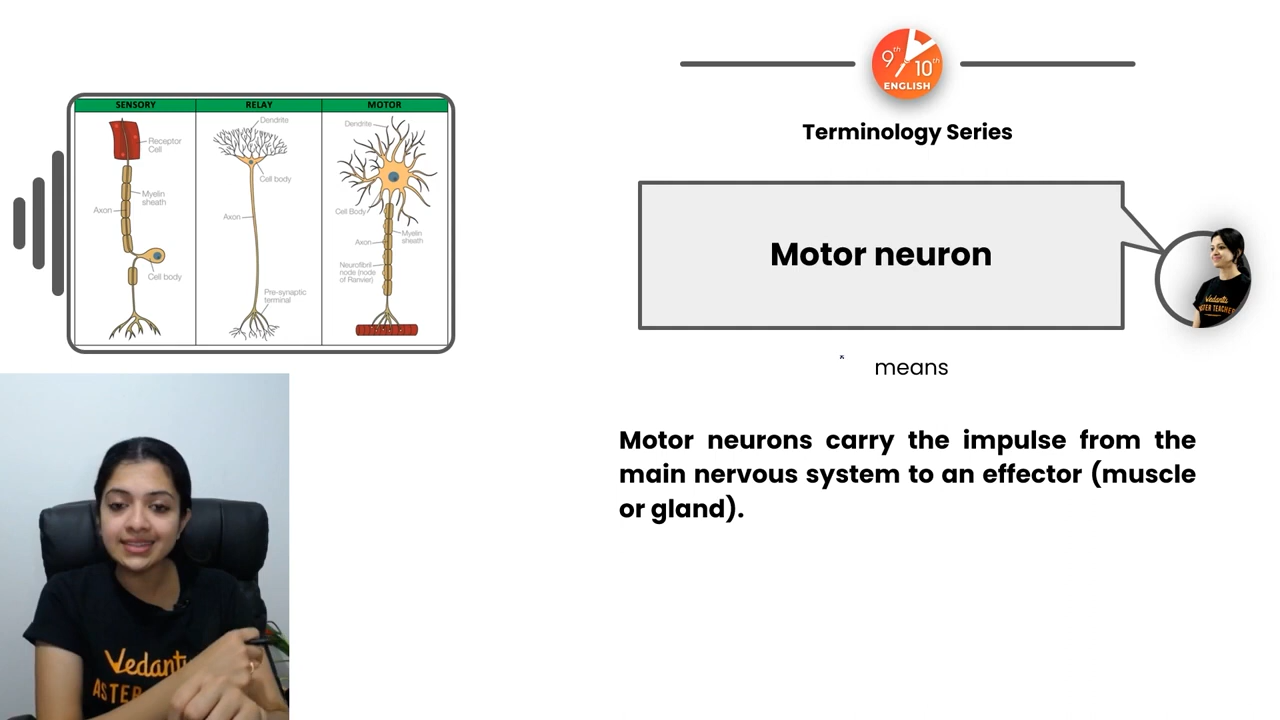 SENSORY
RELAY
MOTOR
Receptor
Cell
Myelin
sheath
Axon
Cell body
Dendrite
Cell body
Axon
Pre-synaptic
terminal
Dendrite
Cell Body
Myelin
sheath
Axon
Neurofibril
node (node
of Ranvier)
9th
10th
ENGLISH
Terminology Series
Motor neuron
Vedantu
means
Motor neurons carry the impulse from the
main nervous system to an effector (muscle
or gland).
Vedant
ASTER